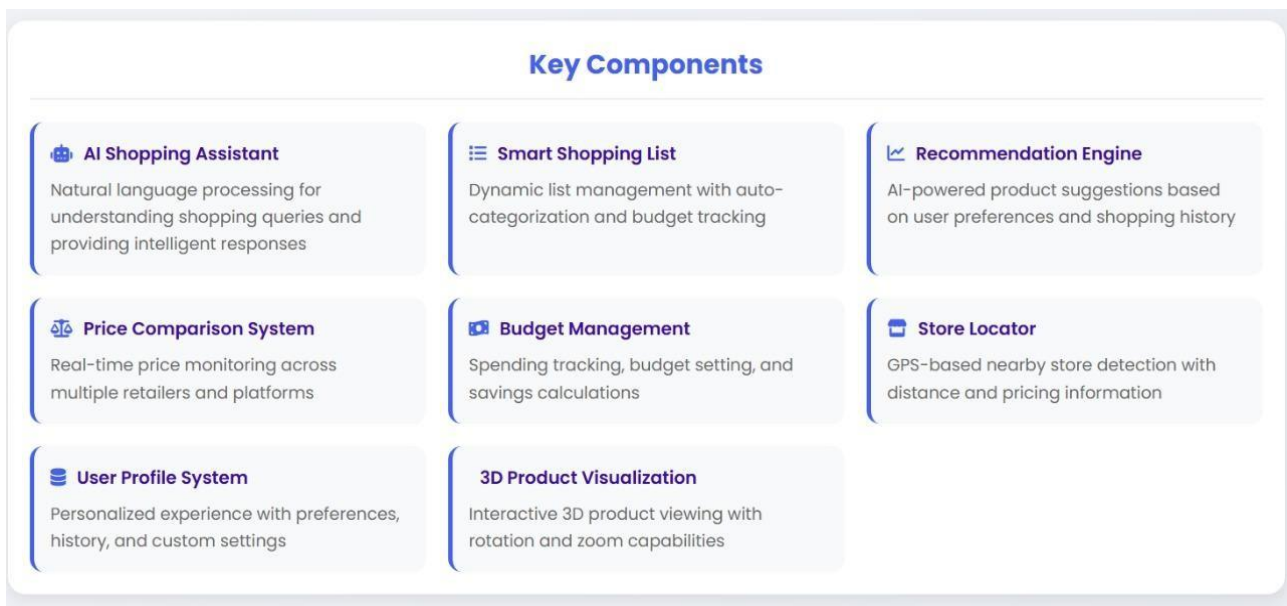 Key Components
AI Shopping Assistant
Natural language processing for
understanding shopping queries and
providing intelligent responses
Smart Shopping List
Dynamic list management with auto-
categorization and budget tracking
Recommendation Engine
AI-powered product suggestions based
on user preferences and shopping history
Price Comparison System
Real-time price monitoring across
multiple retailers and platforms
Budget Management
Spending tracking, budget setting, and
savings calculations
Store Locator
GPS-based nearby store detection with
distance and pricing information
User Profile System
Personalized experience with preferences,
history, and custom settings
3D Product Visualization
Interactive 3D product viewing with
rotation and zoom capabilities